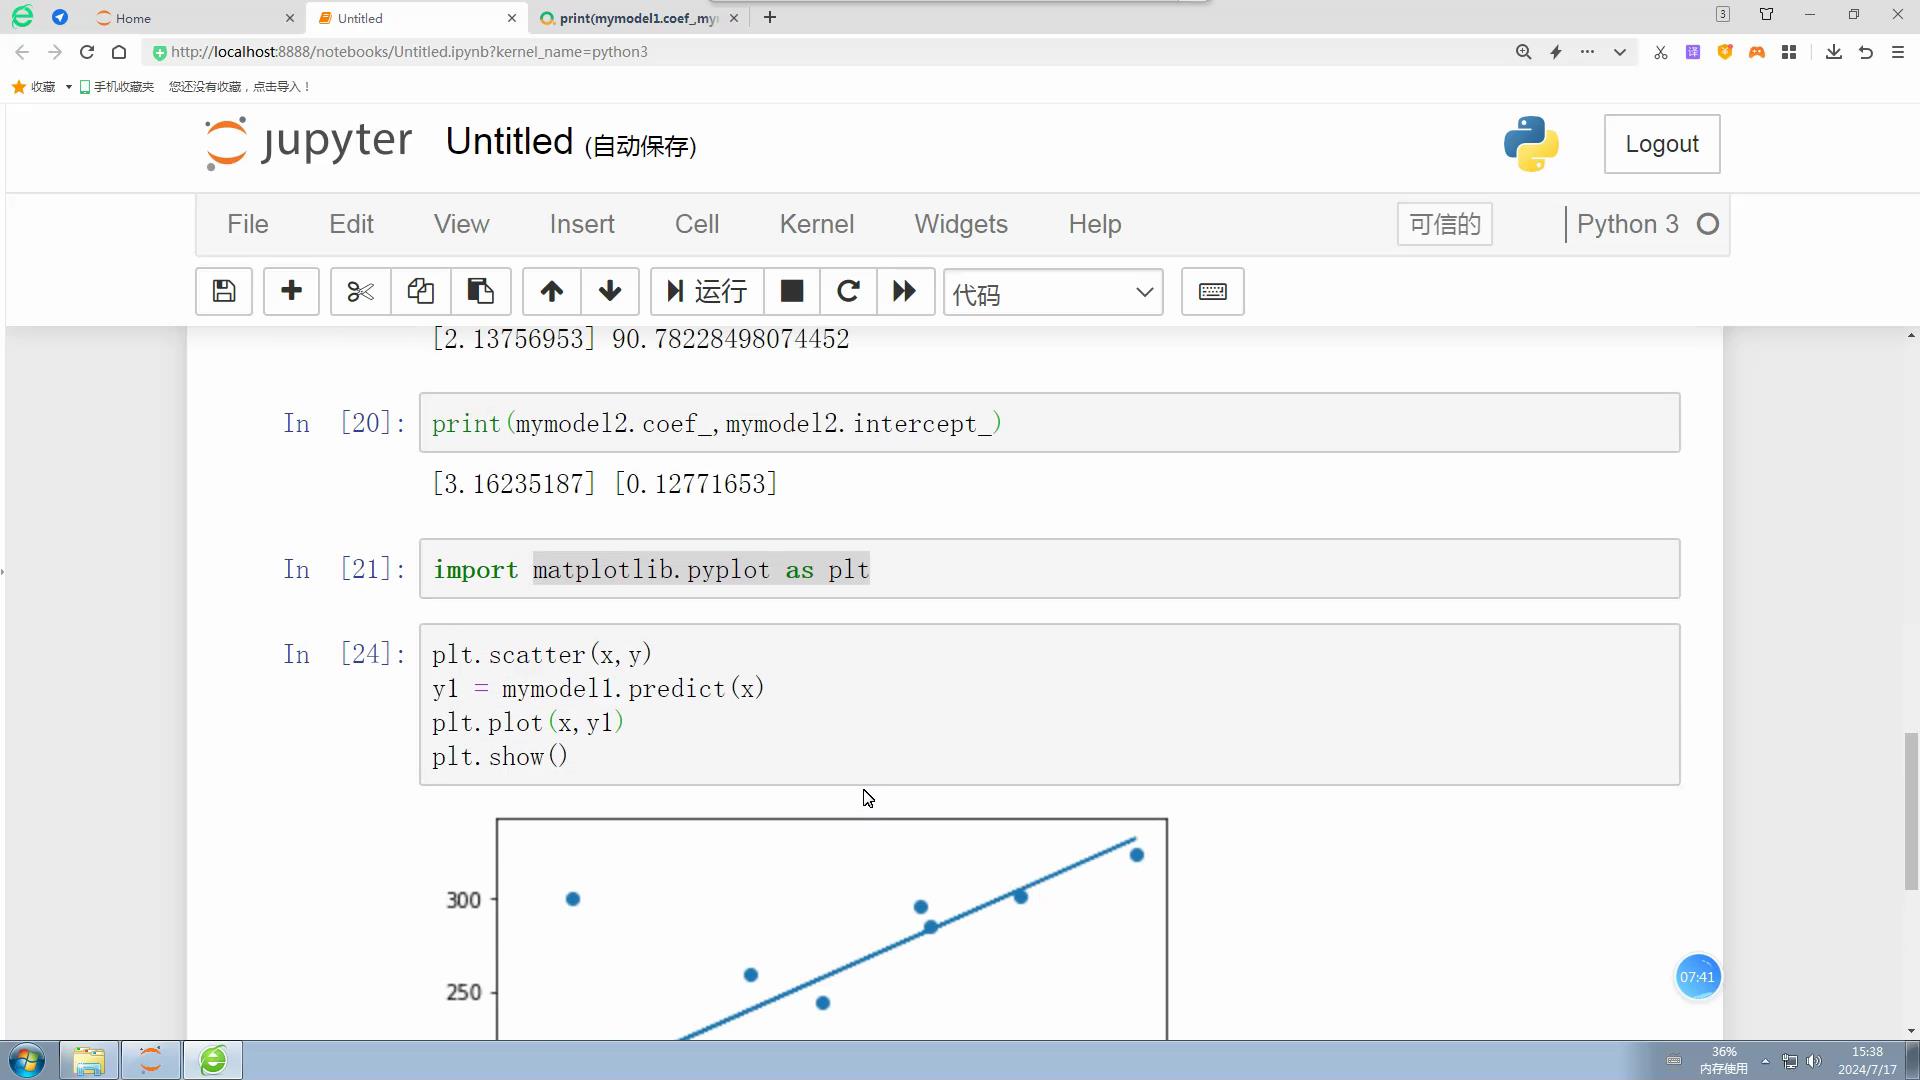 Home
Untitled
print(mymodel1.coef_,my
3
http://localhost:8888/notebooks/Untitled.ipynb?kernel_name=python3
收藏
手机收藏夹
您还没有收藏，点击导入！
jupyter
Untitled (自动保存)
Logout
File
Edit
View
Insert
Cell
Kernel
Widgets
Help
可信的
Python 3
运行
代码
[2.13756953] 90.78228498074452
In [20]:
print(mymodel2.coef_,mymodel2.intercept_)
[3.16235187] [0.12771653]
In [21]:
import matplotlib.pyplot as plt
In [24]:
plt.scatter(x,y)
y1 = mymodel1.predict(x)
plt.plot(x,y1)
plt.show()
300
250
07:41
36%
内存使用
15:38
2024/7/17